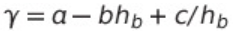 γ = a − bh_b + c/h_b